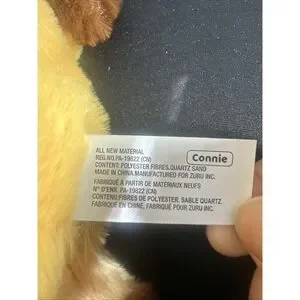 ALL NEW MATERIAL
REG.NO.PA-19822 (CN)
CONTENT:POLYESTER FIBRES.QUARTZ SAND
MADE IN CHINA,MANUFACTURED FOR ZURU INC.
Connie
FABRIQUÉ À PARTIR DE MATÉRIAUX NEUFS
N° D'ENR. PA-19822 (CN)
CONTENU:FIBRES DE POLYESTER. SABLE QUARTZ
FABRIQUÉ EN CHINE, FABRIQUÉ POUR ZURU INC.